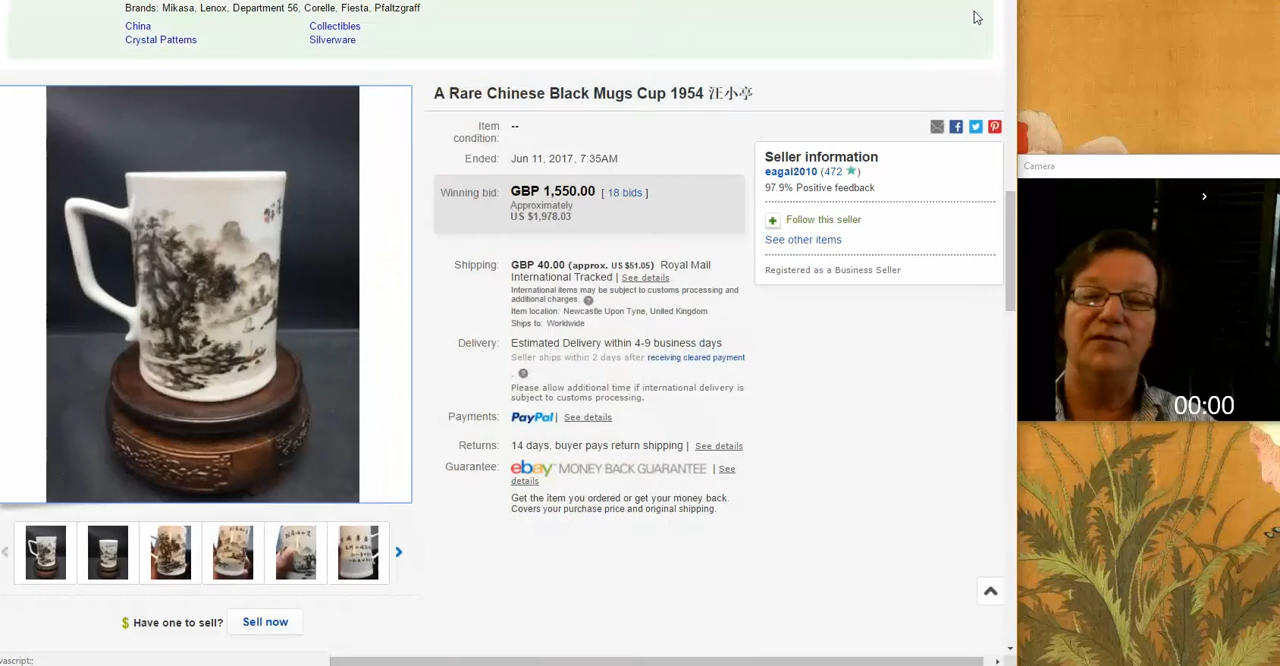 Brands: Mikasa, Lenox, Department 56, Corelle, Fiesta, Pfaltzgraff
China
Collectibles
Crystal Patterns
Silverware
A Rare Chinese Black Mugs Cup 1954 汪小亭
Item condition: --
Ended: Jun 11, 2017, 7:35AM
Winning bid: GBP 1,550.00 [ 18 bids ]
Approximately
US $1,978.03
Shipping: GBP 40.00 (approx. US $51.05) Royal Mail
International Tracked | See details
International items may be subject to customs processing and
additional charges.
Item location: Newcastle Upon Tyne, United Kingdom
Ships to: Worldwide
Delivery: Estimated Delivery within 4-9 business days
Seller ships within 2 days after receiving cleared payment
.
Please allow additional time if international delivery is
subject to customs processing.
Payments: PayPal | See details
Returns: 14 days, buyer pays return shipping | See details
Guarantee: ebay MONEY BACK GUARANTEE | See
details
Get the item you ordered or get your money back.
Covers your purchase price and original shipping.
Seller information
eagal2010 (472 )
97.9% Positive feedback
Follow this seller
See other items
Registered as a Business Seller
Camera
00:00
$ Have one to sell? Sell now
vascript:;